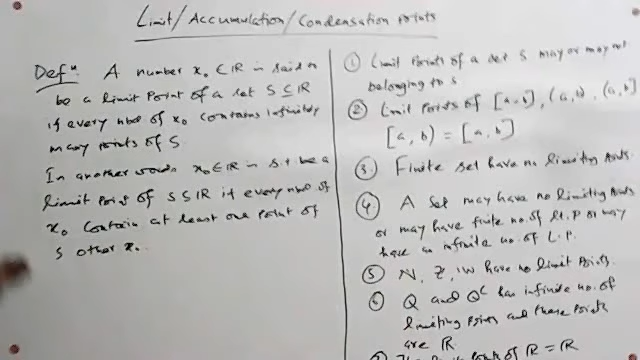 Limit/Accumulation/Condensation points
Defn: A number x₀ ∈ IR is said to
be a limit point of a set S ⊆ IR
if every nbd of x₀ contains infinitely
many points of S
In another words x₀ ∈ IR is s.t be a
limit point of S ⊆ IR if every nbd of
x₀ contain at least one point of
S other x₀.
① Limit points of a set S may or may not
belonging to S
② Limit points of [a,b], (a,b), (a,b]
[a,b) = [a,b]
③ Finite set have no limiting
④ A set may have no limiting
or may have finite no. of lt. p or may
have an infinite no. of L.P.
⑤ N, Z, W have no limit points.
⑥ Q and Qᶜ has infinite no. of
limiting points and these points
are R
of R = R